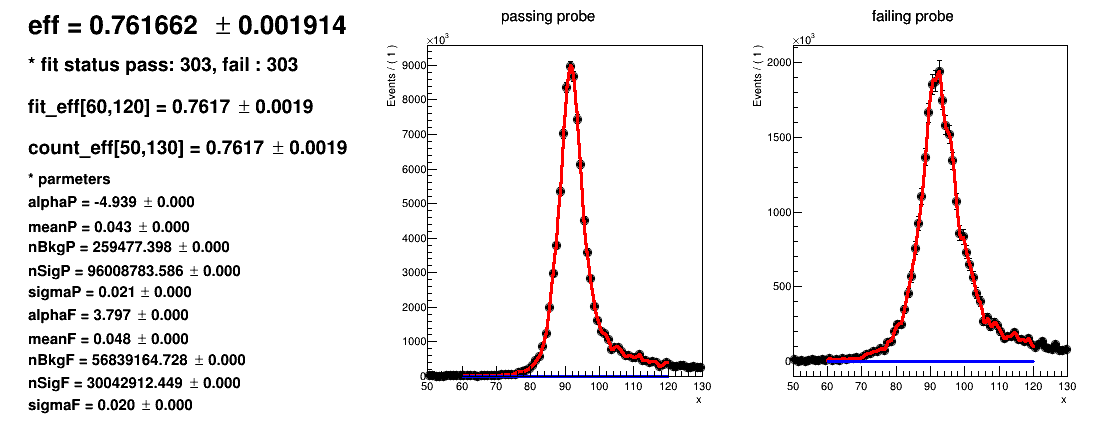 eff = 0.761662 ± 0.001914
* fit status pass: 303, fail : 303
fit_eff[60,120] = 0.7617 ± 0.0019
count_eff[50,130] = 0.7617 ± 0.0019
* parmeters
alphaP = -4.939 ± 0.000
meanP = 0.043 ± 0.000
nBkgP = 259477.398 ± 0.000
nSigP = 96008783.586 ± 0.000
sigmaP = 0.021 ± 0.000
alphaF = 3.797 ± 0.000
meanF = 0.048 ± 0.000
nBkgF = 56839164.728 ± 0.000
nSigF = 30042912.449 ± 0.000
sigmaF = 0.020 ± 0.000
passing probe
×10³
Events / ( 1 )
9000
8000
7000
6000
5000
4000
3000
2000
1000
0
50 60 70 80 90 100 110 120 130
x
failing probe
×10³
Events / ( 1 )
2000
1500
1000
500
0
50 60 70 80 90 100 110 120 130
x